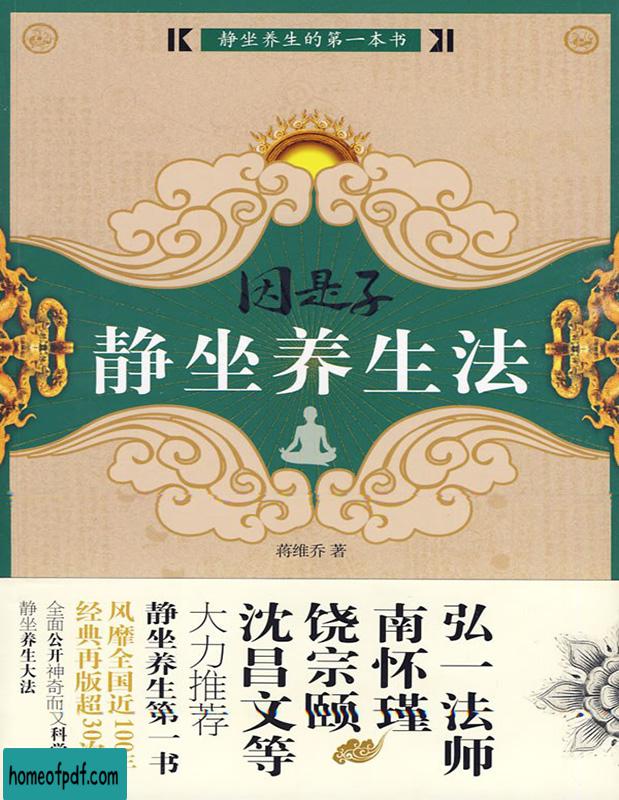 静坐养生的第一本书
因是子
静坐养生法
蒋维乔 著
弘一法师
南怀瑾
饶宗颐
沈昌文等
大力推荐
静坐养生第一书
风靡全国近100年
经典再版超30次
全面公开神奇而又科学
静坐养生大法
homeofpdf.com